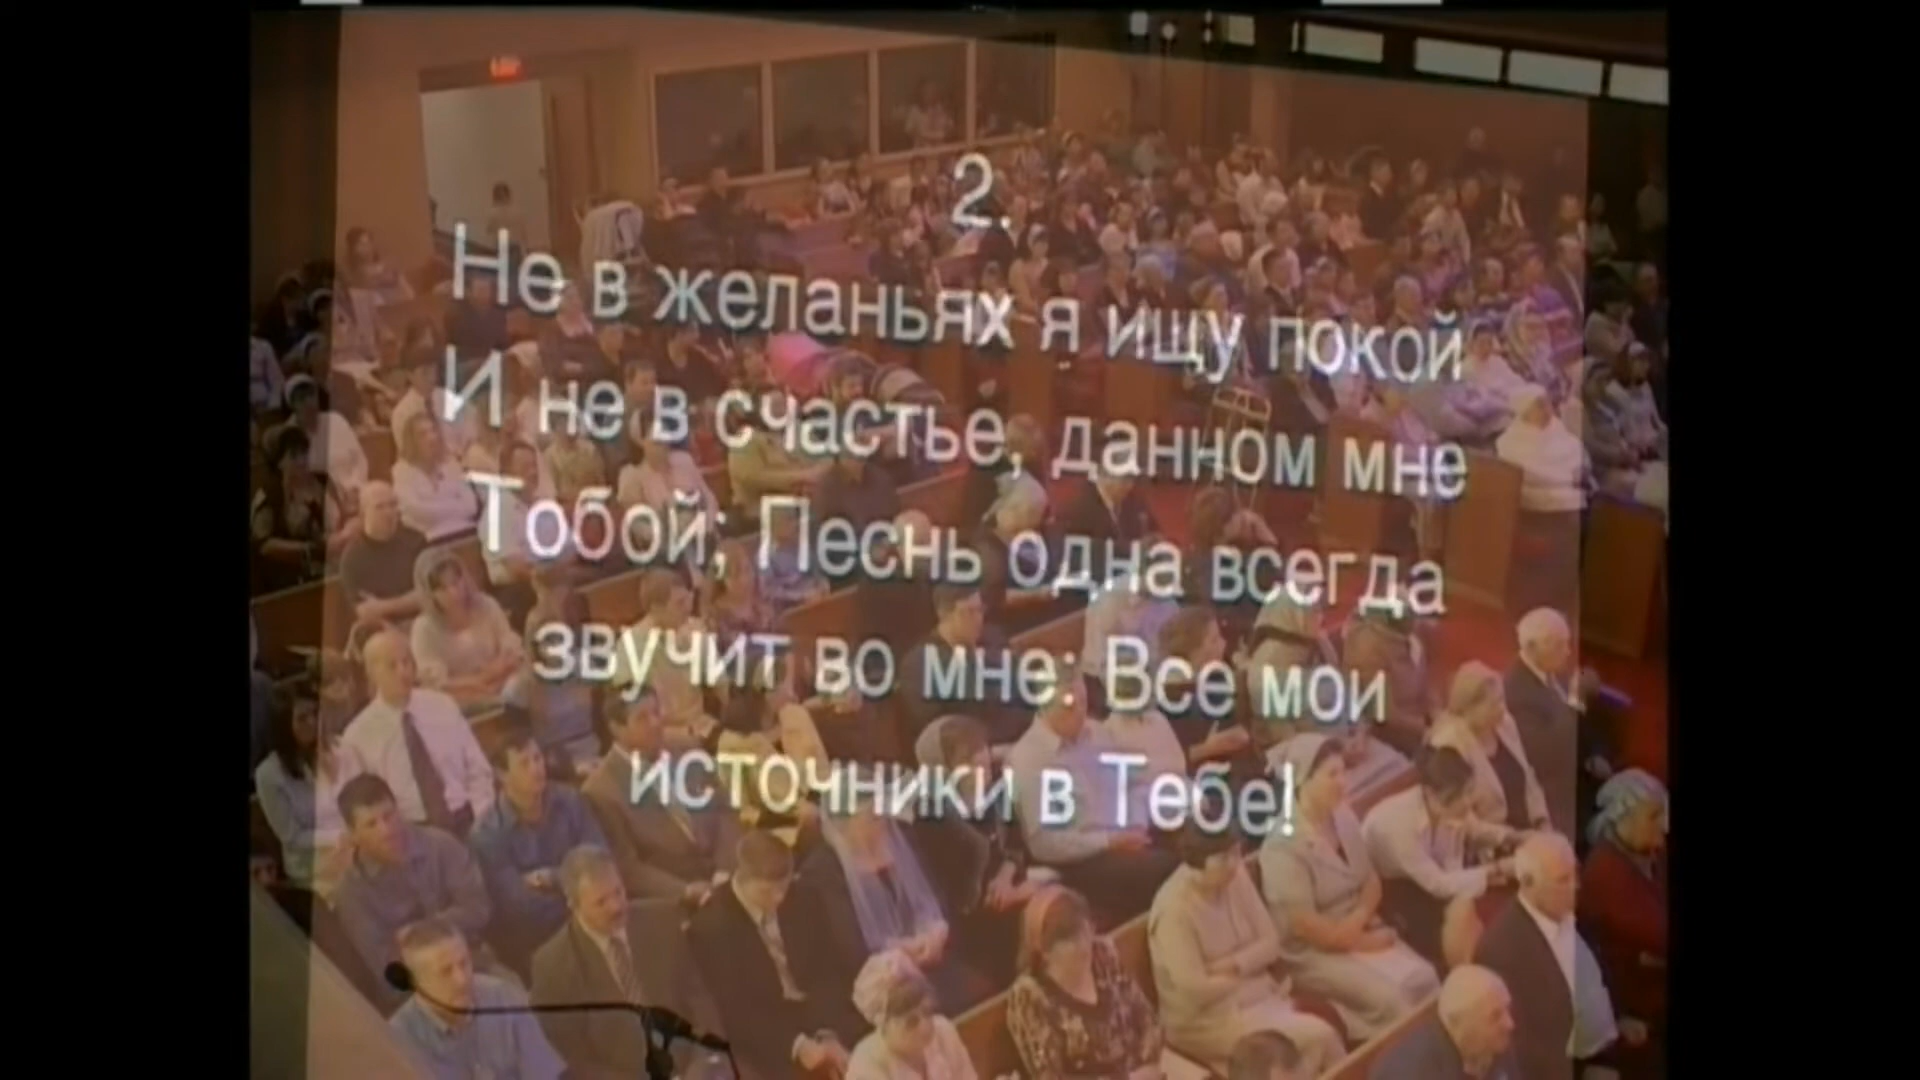 2.
Не в желаньях я ищу покой
И не в счастье, данном мне
Тобой; Песнь одна всегда
звучит во мне: Все мои
источники в Тебе!